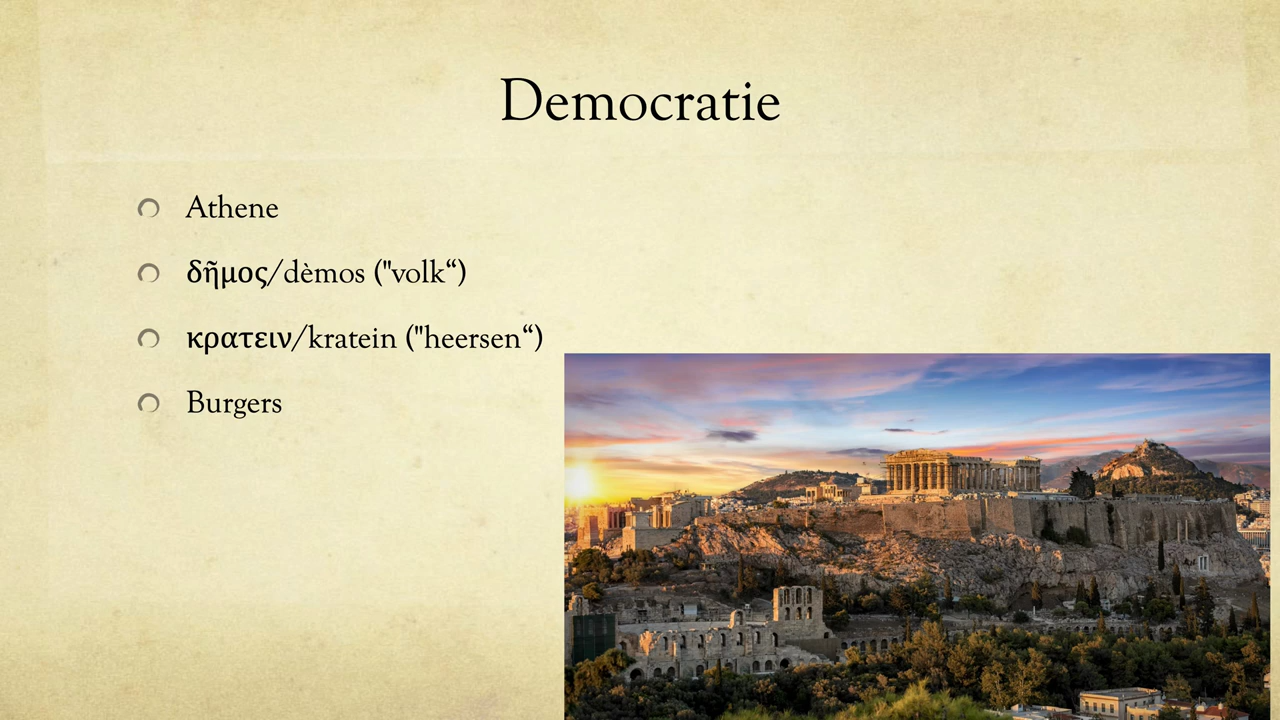 Democratie
Athene
δῆμος/dèmos ("volk“)
κρατειν/kratein ("heersen“)
Burgers